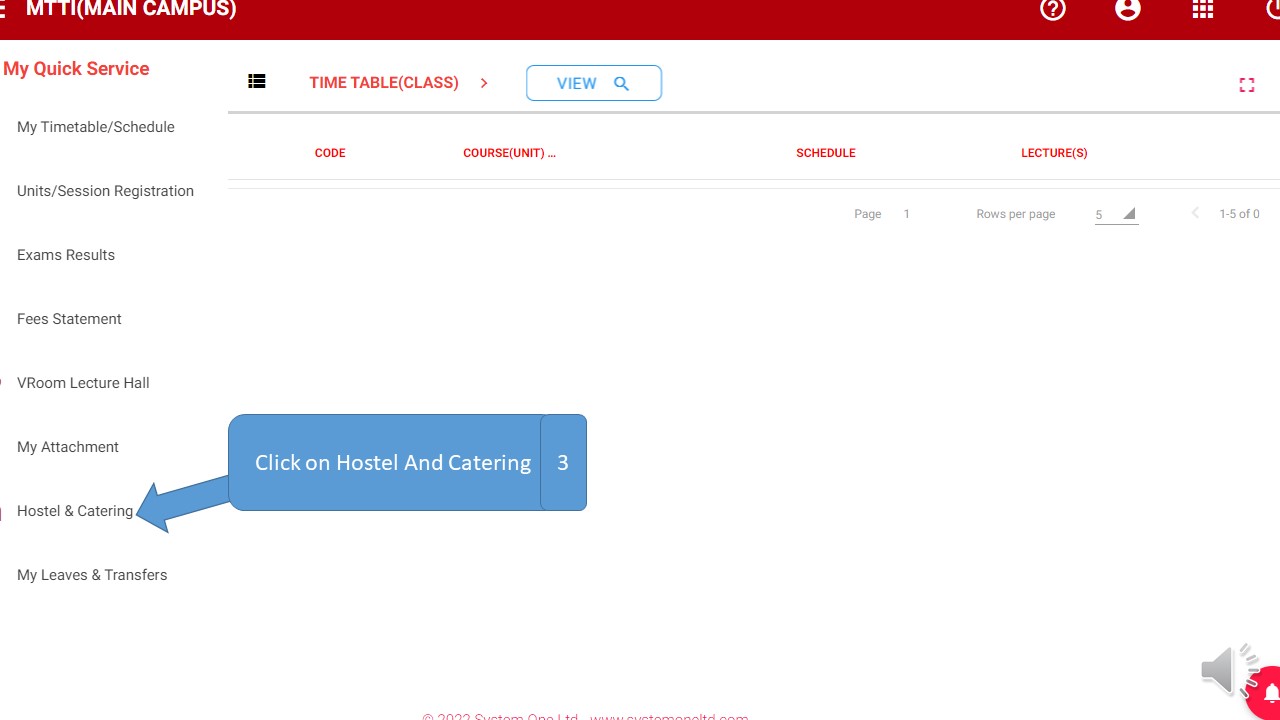 MTTI(MAIN CAMPUS)
My Quick Service
TIME TABLE(CLASS)
VIEW
My Timetable/Schedule
CODE
COURSE(UNIT) ...
SCHEDULE
LECTURE(S)
Units/Session Registration
Page 1 Rows per page 5 1-5 of 0
Exams Results
Fees Statement
VRoom Lecture Hall
My Attachment
Click on Hostel And Catering 3
Hostel & Catering
My Leaves & Transfers
© 2022 System One Ltd - www.systemoneltd.com